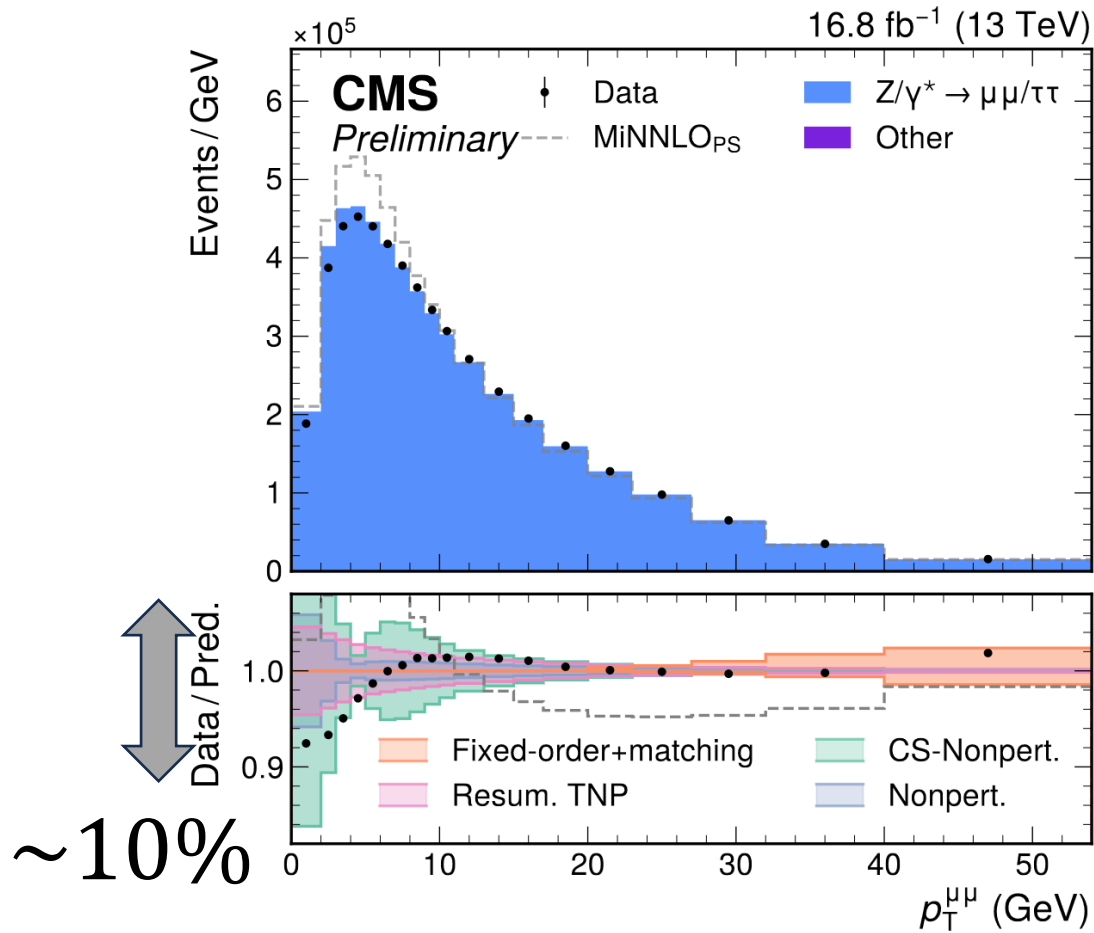 ×10⁵
16.8 fb⁻¹ (13 TeV)
Events/GeV
CMS
Preliminary
Data
MiNNLO_PS
Z/γ* → μμ/ττ
Other
6
5
4
3
2
1
0
Data/Pred.
1.0
0.9
Fixed-order+matching
CS-Nonpert.
Resum. TNP
Nonpert.
~10%
0 10 20 30 40 50
p_T^μμ (GeV)